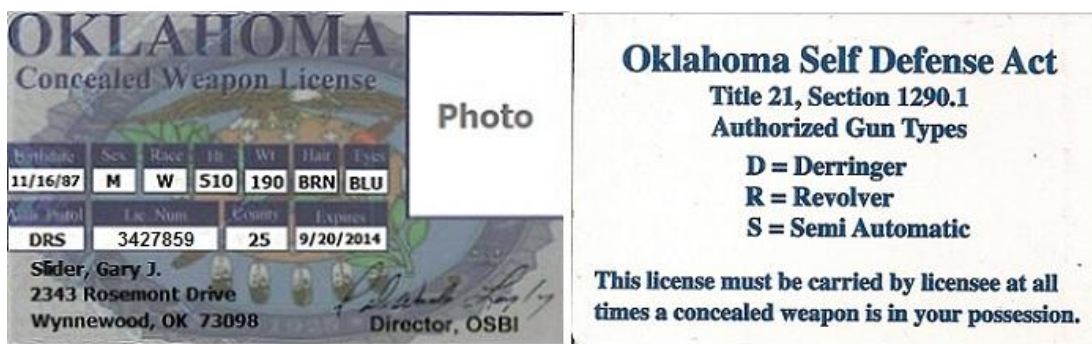 OKLAHOMA
Concealed Weapon License
Photo
Birthdate Sex Race Ht Wt Hair Eyes
11/16/87 M W 510 190 BRN BLU
Auth Pistol Lic Num County Expires
DRS 3427859 25 9/20/2014
Slider, Gary J.
2343 Rosemont Drive
Wynnewood, OK 73098
Director, OSBI
Oklahoma Self Defense Act
Title 21, Section 1290.1
Authorized Gun Types
D = Derringer
R = Revolver
S = Semi Automatic
This license must be carried by licensee at all
times a concealed weapon is in your possession.